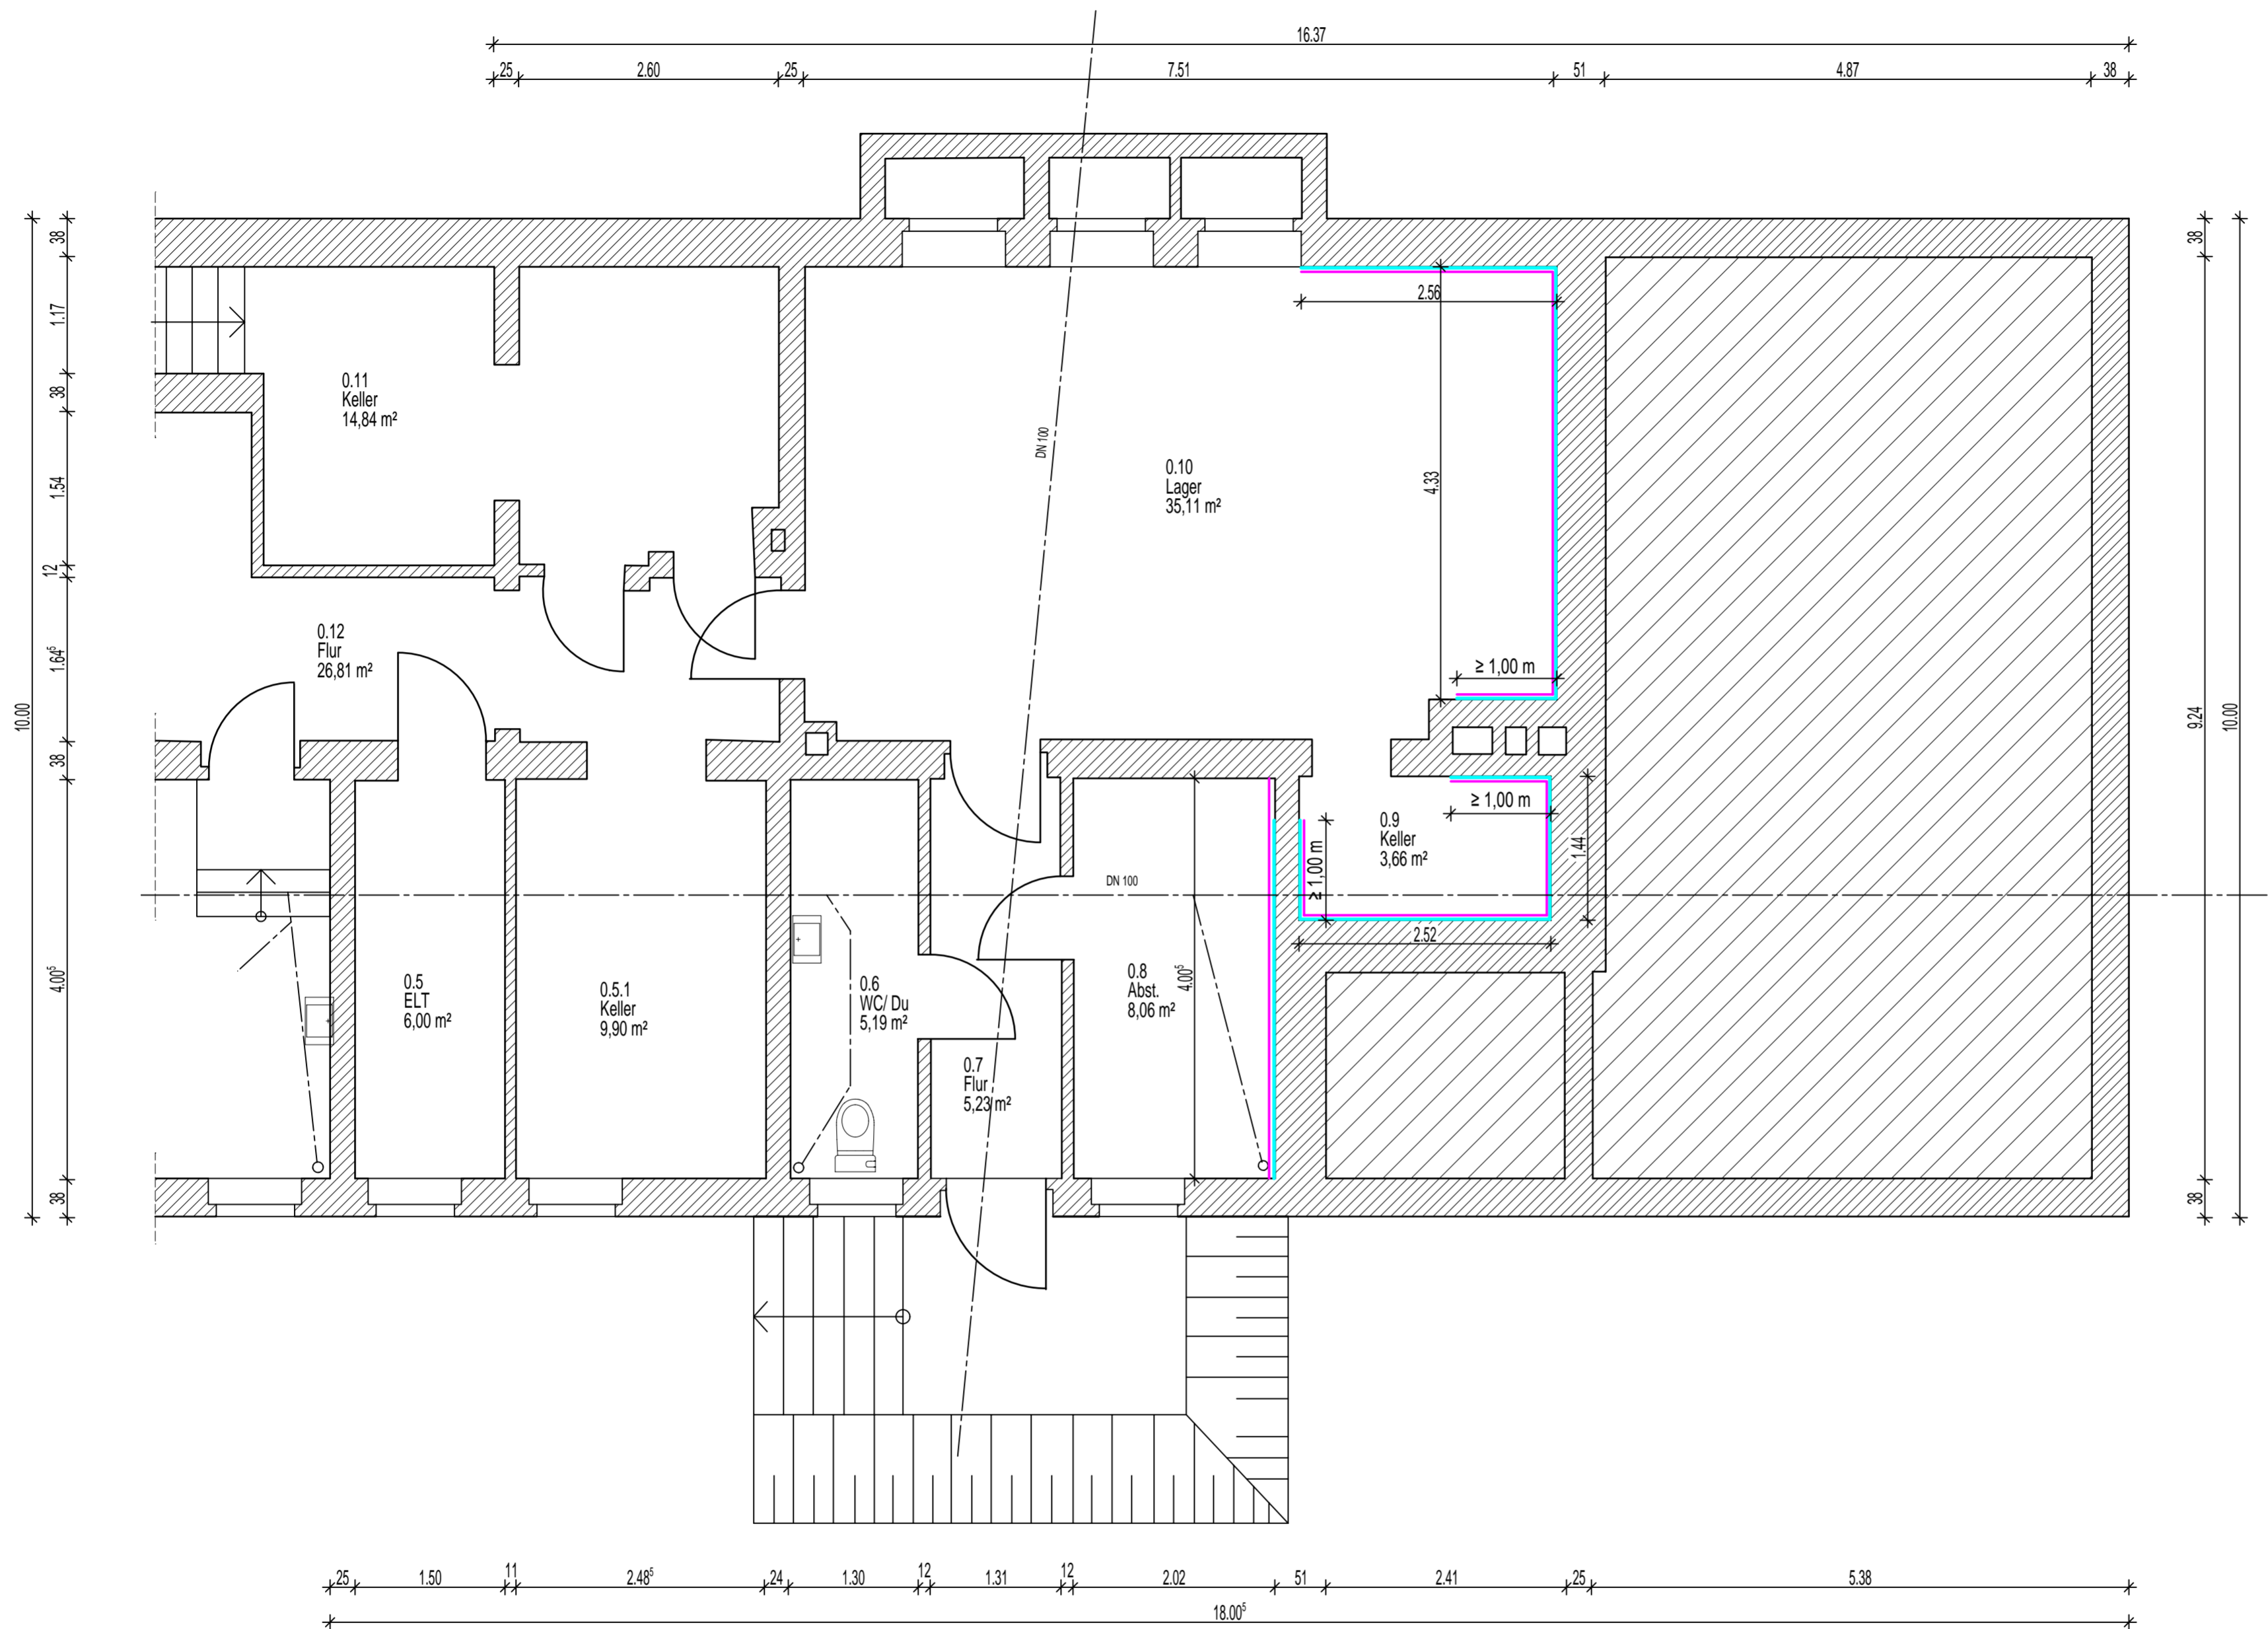 16.37
25 2.60 25 7.51 51 4.87 38
38
1.17
38
1.54
12
1.64⁵
38
4.00⁵
38
10.00
38
9.24
38
10.00
2.56
4.33
≥ 1,00 m
0.11
Keller
14,84 m²
DN 100
0.10
Lager
35,11 m²
0.12
Flur
26,81 m²
≥ 1,00 m
0.9
Keller
3,66 m²
≥ 1,00 m
1.44
2.52
DN 100
0.5
ELT
6,00 m²
0.5.1
Keller
9,90 m²
0.6
WC/ Du
5,19 m²
0.7
Flur
5,23 m²
0.8
Abst.
8,06 m²
4.00⁵
25 1.50 11 2.48⁵ 24 1.30 12 1.31 12 2.02 51 2.41 25 5.38
18.00⁵